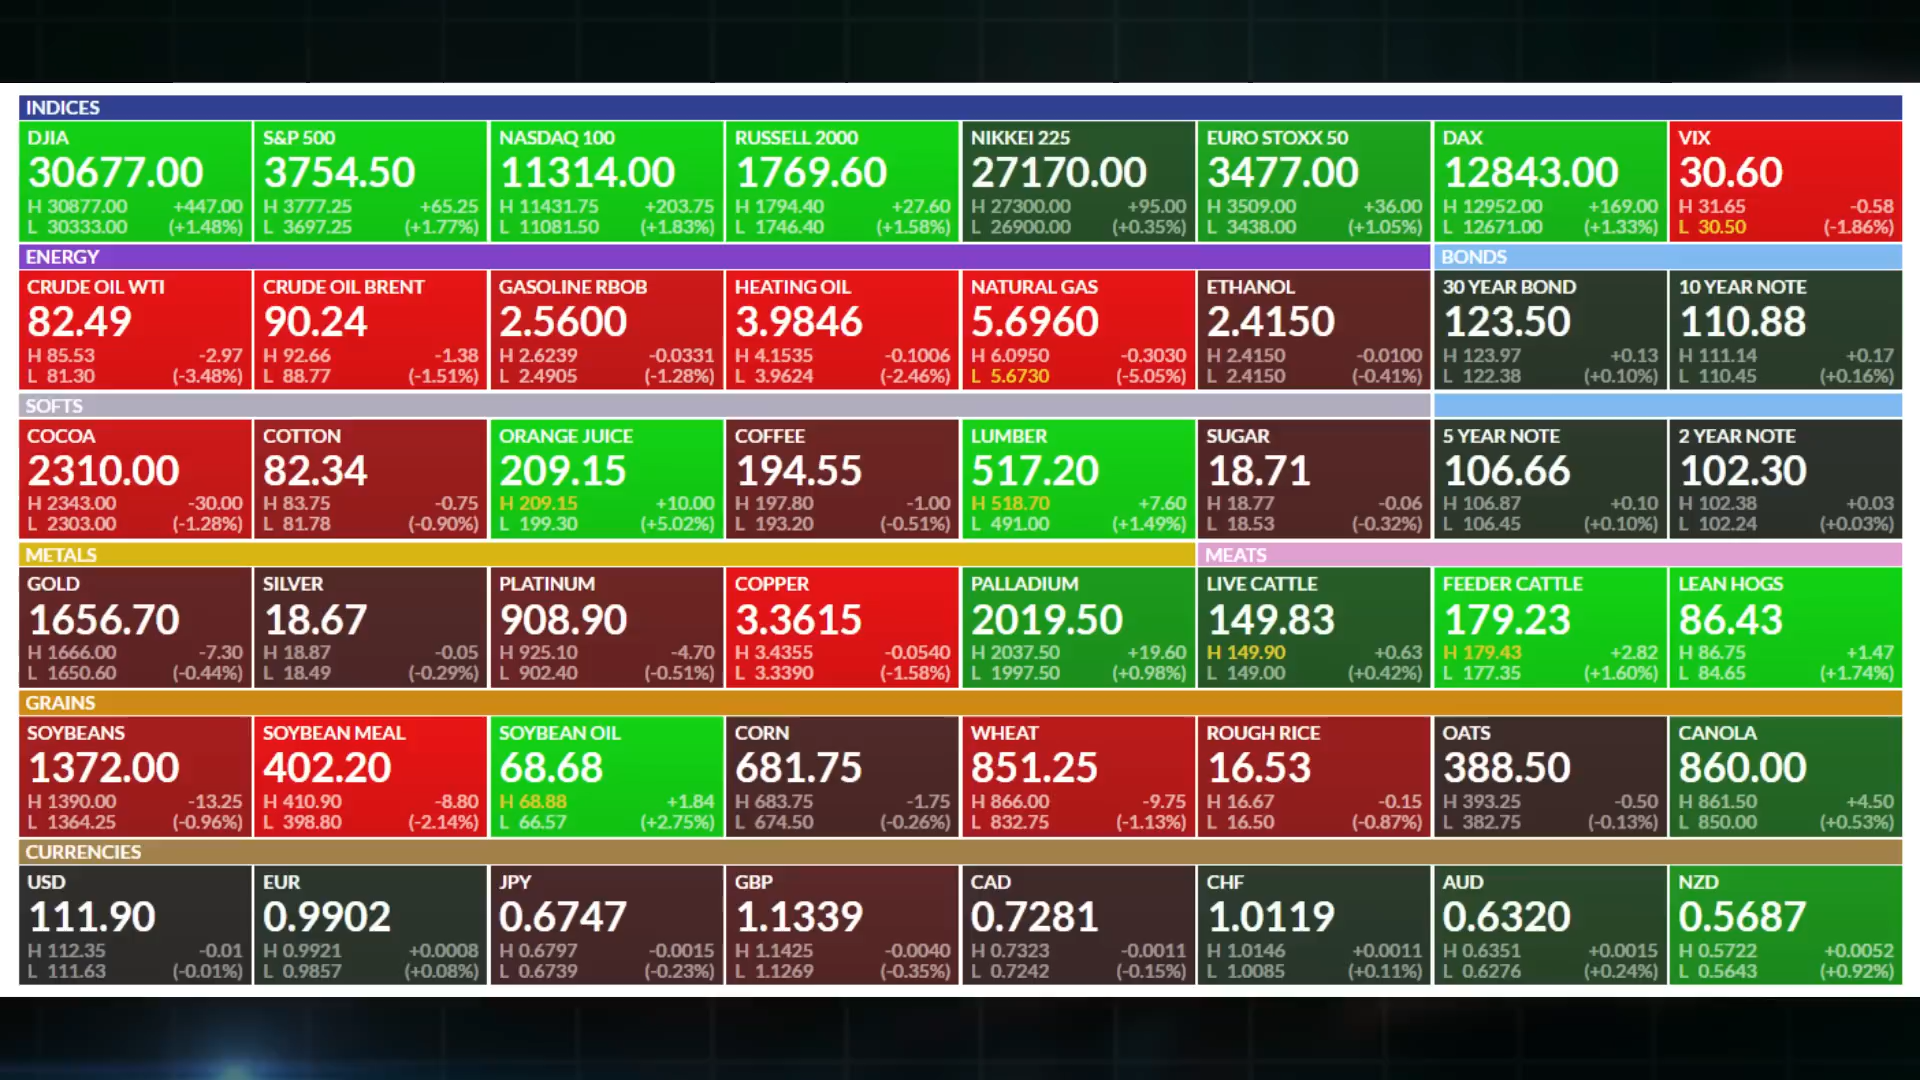 INDICES
DJIA
30677.00
H 30877.00 +447.00
L 30333.00 (+1.48%)
S&P 500
3754.50
H 3777.25 +65.25
L 3697.25 (+1.77%)
NASDAQ 100
11314.00
H 11431.75 +203.75
L 11081.50 (+1.83%)
RUSSELL 2000
1769.60
H 1794.40 +27.60
L 1746.40 (+1.58%)
NIKKEI 225
27170.00
H 27300.00 +95.00
L 26900.00 (+0.35%)
EURO STOXX 50
3477.00
H 3509.00 +36.00
L 3438.00 (+1.05%)
DAX
12843.00
H 12952.00 +169.00
L 12671.00 (+1.33%)
VIX
30.60
H 31.65 -0.58
L 30.50 (-1.86%)
ENERGY
CRUDE OIL WTI
82.49
H 85.53 -2.97
L 81.30 (-3.48%)
CRUDE OIL BRENT
90.24
H 92.66 -1.38
L 88.77 (-1.51%)
GASOLINE RBOB
2.5600
H 2.6239 -0.0331
L 2.4905 (-1.28%)
HEATING OIL
3.9846
H 4.1535 -0.1006
L 3.9624 (-2.46%)
NATURAL GAS
5.6960
H 6.0950 -0.3030
L 5.6730 (-5.05%)
ETHANOL
2.4150
H 2.4150 -0.0100
L 2.4150 (-0.41%)
BONDS
30 YEAR BOND
123.50
H 123.97 +0.13
L 122.38 (+0.10%)
10 YEAR NOTE
110.88
H 111.14 +0.17
L 110.45 (+0.16%)
SOFTS
COCOA
2310.00
H 2343.00 -30.00
L 2303.00 (-1.28%)
COTTON
82.34
H 83.75 -0.75
L 81.78 (-0.90%)
ORANGE JUICE
209.15
H 209.15 +10.00
L 199.30 (+5.02%)
COFFEE
194.55
H 197.80 -1.00
L 193.20 (-0.51%)
LUMBER
517.20
H 518.70 +7.60
L 491.00 (+1.49%)
SUGAR
18.71
H 18.77 -0.06
L 18.53 (-0.32%)
5 YEAR NOTE
106.66
H 106.87 +0.10
L 106.45 (+0.10%)
2 YEAR NOTE
102.30
H 102.38 +0.03
L 102.24 (+0.03%)
METALS
GOLD
1656.70
H 1666.00 -7.30
L 1650.60 (-0.44%)
SILVER
18.67
H 18.87 -0.05
L 18.49 (-0.29%)
PLATINUM
908.90
H 925.10 -4.70
L 902.40 (-0.51%)
COPPER
3.3615
H 3.4355 -0.0540
L 3.3390 (-1.58%)
PALLADIUM
2019.50
H 2037.50 +19.60
L 1997.50 (+0.98%)
MEATS
LIVE CATTLE
149.83
H 149.90 +0.63
L 149.00 (+0.42%)
FEEDER CATTLE
179.23
H 179.43 +2.82
L 177.35 (+1.60%)
LEAN HOGS
86.43
H 86.75 +1.47
L 84.65 (+1.74%)
GRAINS
SOYBEANS
1372.00
H 1390.00 -13.25
L 1364.25 (-0.96%)
SOYBEAN MEAL
402.20
H 410.90 -8.80
L 398.80 (-2.14%)
SOYBEAN OIL
68.68
H 68.88 +1.84
L 66.57 (+2.75%)
CORN
681.75
H 683.75 -1.75
L 674.50 (-0.26%)
WHEAT
851.25
H 866.00 -9.75
L 832.75 (-1.13%)
ROUGH RICE
16.53
H 16.67 -0.15
L 16.50 (-0.87%)
OATS
388.50
H 393.25 -0.50
L 382.75 (-0.13%)
CANOLA
860.00
H 861.50 +4.50
L 850.00 (+0.53%)
CURRENCIES
USD
111.90
H 112.35 -0.01
L 111.63 (-0.01%)
EUR
0.9902
H 0.9921 +0.0008
L 0.9857 (+0.08%)
JPY
0.6747
H 0.6797 -0.0015
L 0.6739 (-0.23%)
GBP
1.1339
H 1.1425 -0.0040
L 1.1269 (-0.35%)
CAD
0.7281
H 0.7323 -0.0011
L 0.7242 (-0.15%)
CHF
1.0119
H 1.0146 +0.0011
L 1.0085 (+0.11%)
AUD
0.6320
H 0.6351 +0.0015
L 0.6276 (+0.24%)
NZD
0.5687
H 0.5722 +0.0052
L 0.5643 (+0.92%)